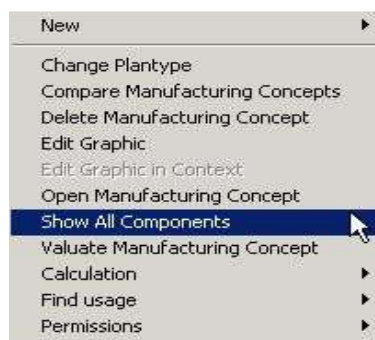 New
Change Plantype
Compare Manufacturing Concepts
Delete Manufacturing Concept
Edit Graphic
Edit Graphic in Context
Open Manufacturing Concept
Show All Components
Valuate Manufacturing Concept
Calculation
Find usage
Permissions